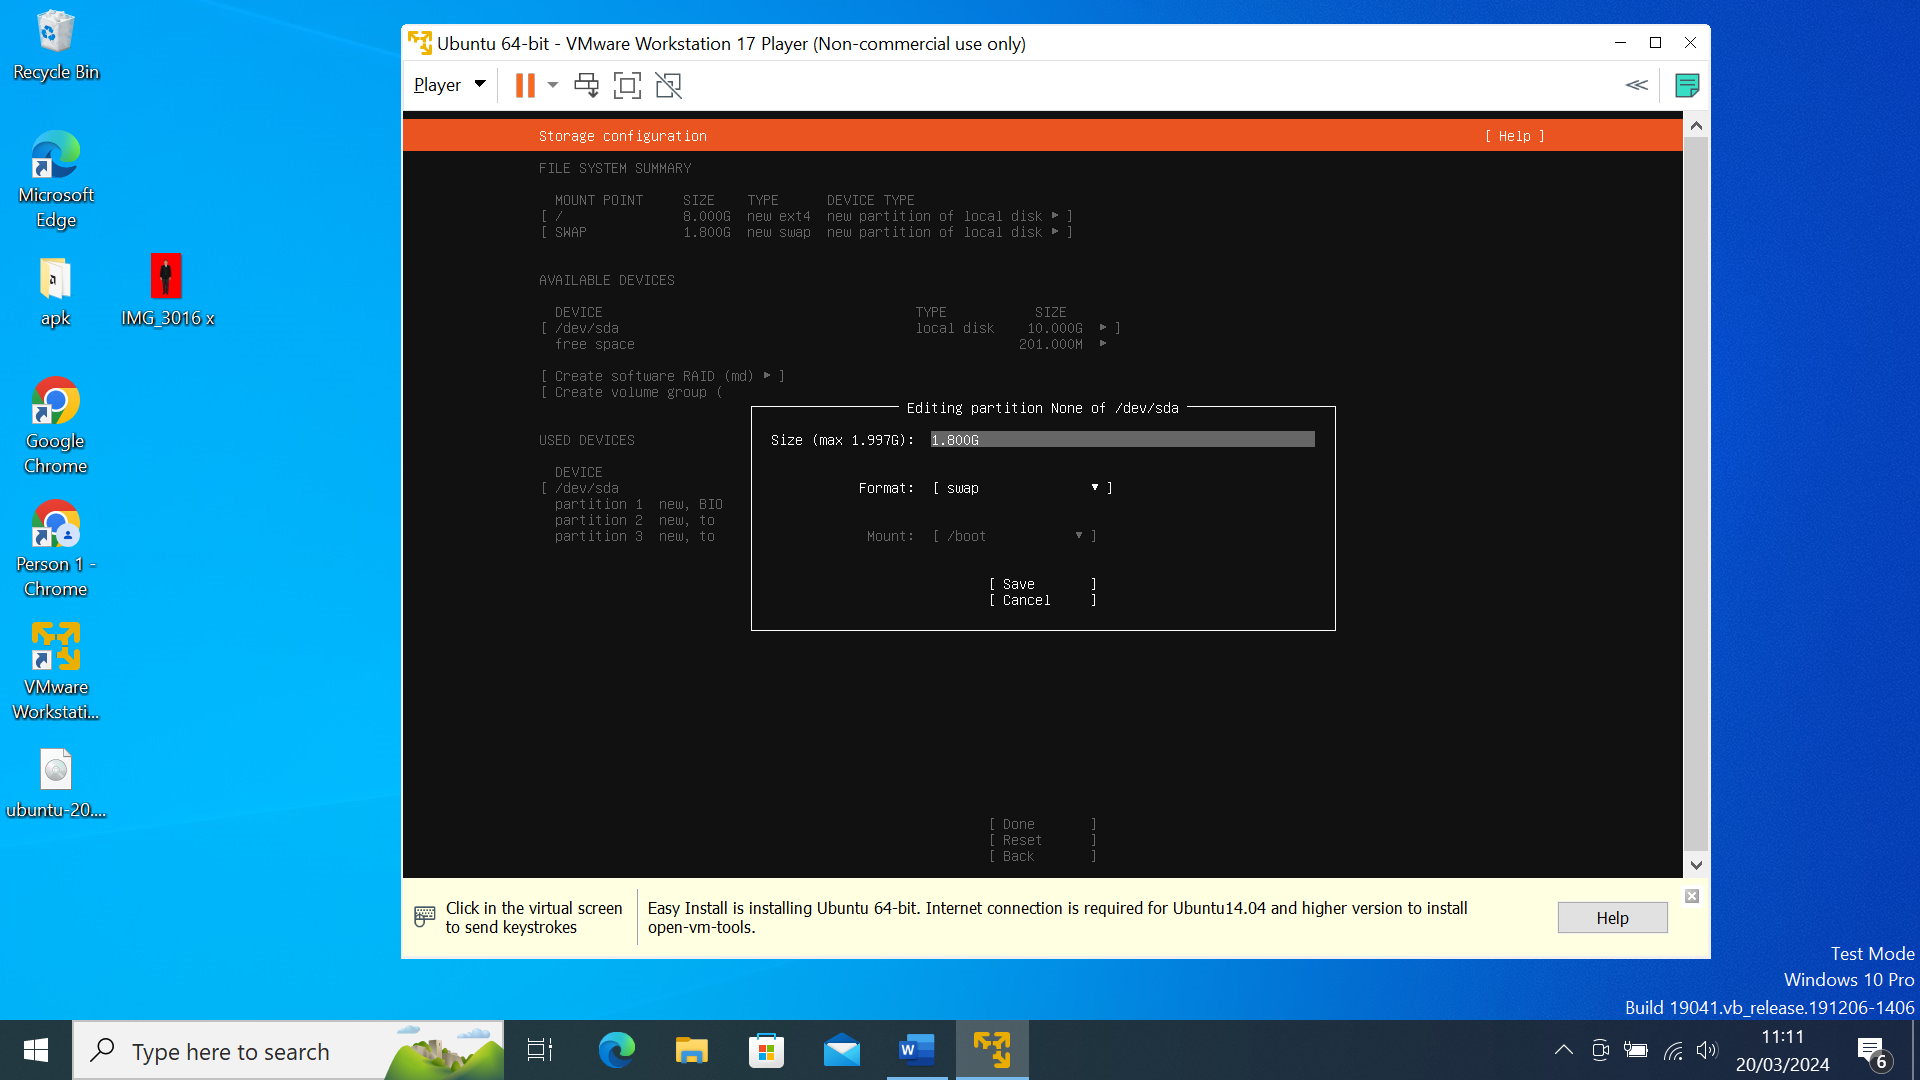 Recycle Bin
Microsoft
Edge
apk
IMG_3016 x
Google
Chrome
Person 1 -
Chrome
VMware
Workstati...
ubuntu-20....
Ubuntu 64-bit - VMware Workstation 17 Player (Non-commercial use only)
Player
Storage configuration [ Help ]
FILE SYSTEM SUMMARY
MOUNT POINT SIZE TYPE DEVICE TYPE
[ / 8.000G new ext4 new partition of local disk ▸ ]
[ SWAP 1.800G new swap new partition of local disk ▸ ]
AVAILABLE DEVICES
DEVICE TYPE SIZE
[ /dev/sda local disk 10.000G ▸ ]
free space 201.000M ▸
[ Create software RAID (md) ▸ ]
[ Create volume group (
USED DEVICES
DEVICE
[ /dev/sda
partition 1 new, BIO
partition 2 new, to
partition 3 new, to
Editing partition None of /dev/sda
Size (max 1.997G): 1.800G
Format: [ swap ▾ ]
Mount: [ /boot ▾ ]
[ Save ]
[ Cancel ]
[ Done ]
[ Reset ]
[ Back ]
Click in the virtual screen
to send keystrokes
Easy Install is installing Ubuntu 64-bit. Internet connection is required for Ubuntu14.04 and higher version to install
open-vm-tools.
Help
Test Mode
Windows 10 Pro
Build 19041.vb_release.191206-1406
Type here to search
W
11:11
20/03/2024
6